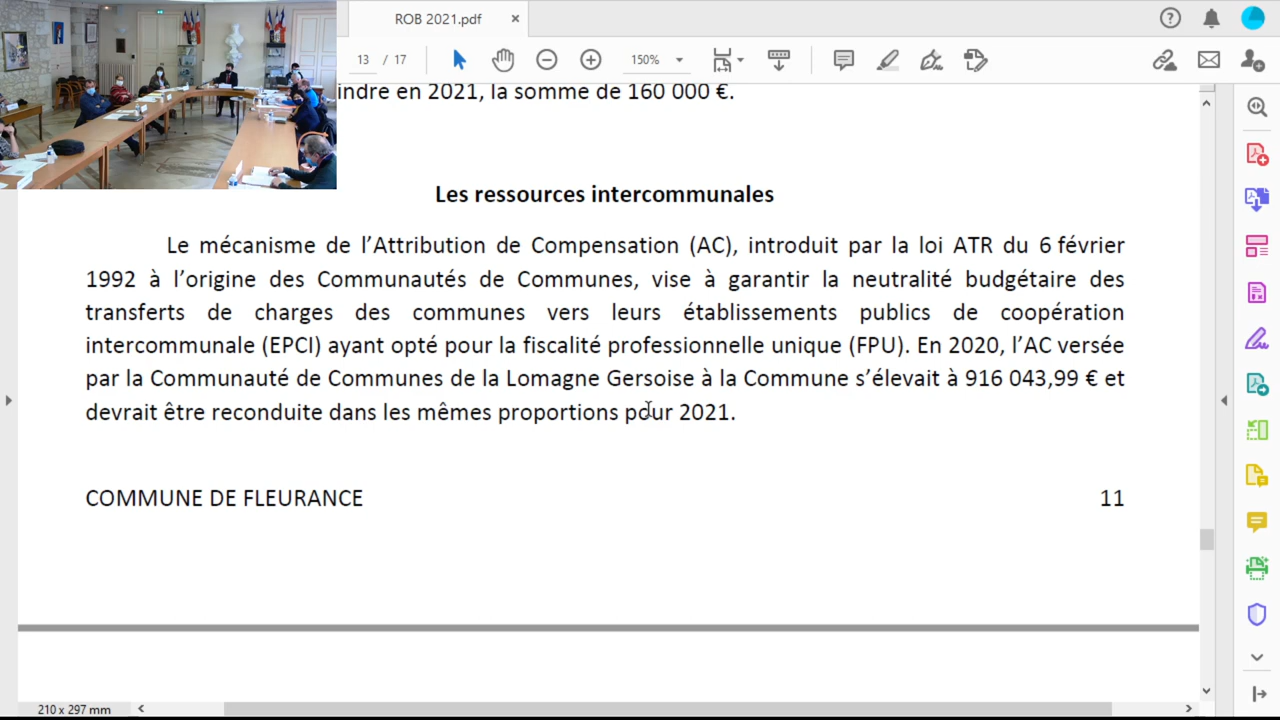 ROB 2021.pdf
13 / 17
150%
indre en 2021, la somme de 160 000 €.
Les ressources intercommunales
Le mécanisme de l’Attribution de Compensation (AC), introduit par la loi ATR du 6 février
1992 à l’origine des Communautés de Communes, vise à garantir la neutralité budgétaire des
transferts de charges des communes vers leurs établissements publics de coopération
intercommunale (EPCI) ayant opté pour la fiscalité professionnelle unique (FPU). En 2020, l’AC versée
par la Communauté de Communes de la Lomagne Gersoise à la Commune s’élevait à 916 043,99 € et
devrait être reconduite dans les mêmes proportions pour 2021.
COMMUNE DE FLEURANCE 11
210 x 297 mm